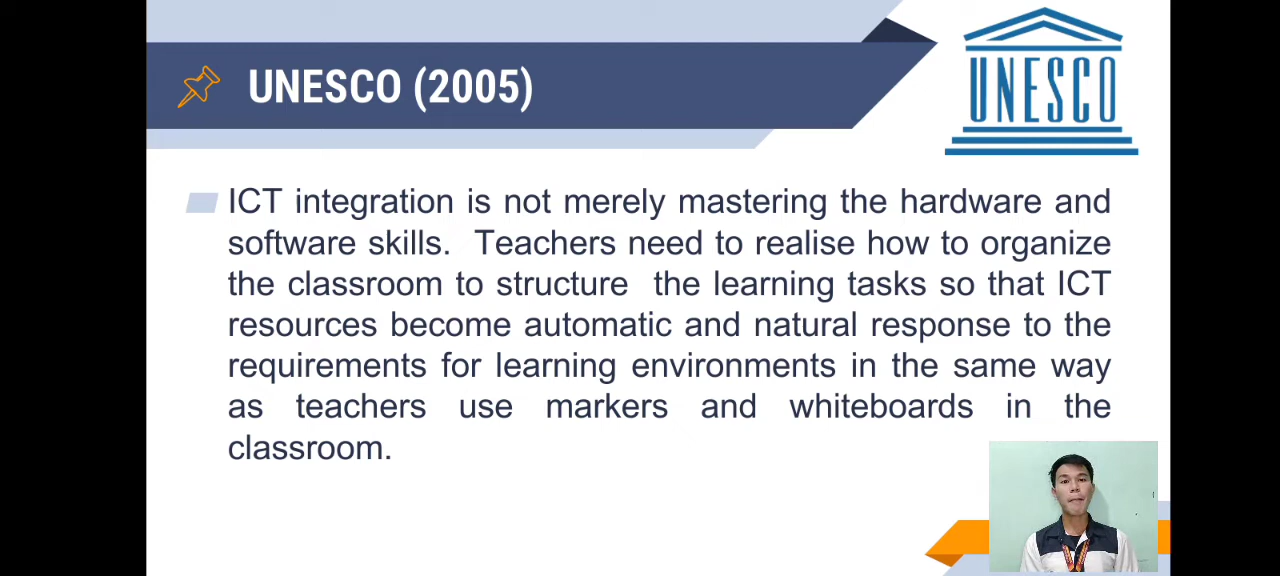 UNESCO (2005)
UNESCO
ICT integration is not merely mastering the hardware and
software skills. Teachers need to realise how to organize
the classroom to structure the learning tasks so that ICT
resources become automatic and natural response to the
requirements for learning environments in the same way
as teachers use markers and whiteboards in the
classroom.